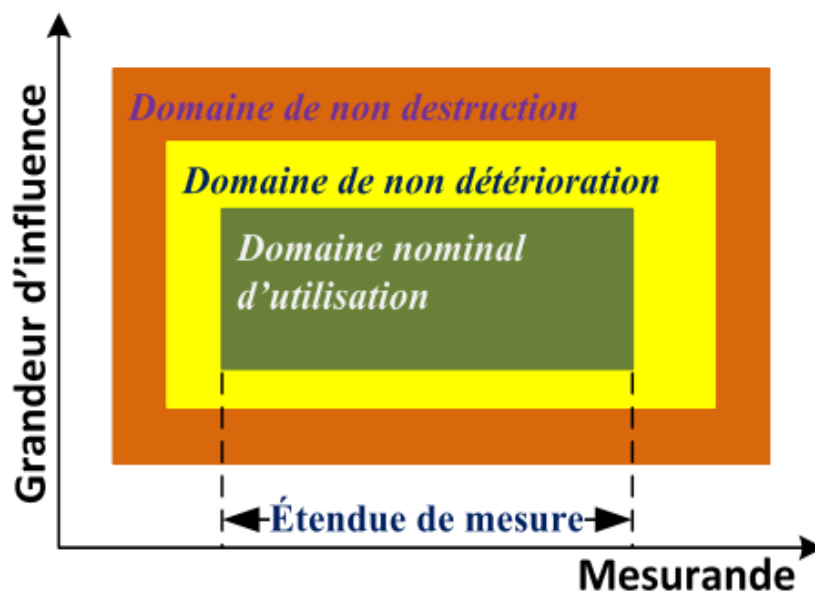 Grandeur d'influence
Domaine de non destruction
Domaine de non détérioration
Domaine nominal
d'utilisation
Étendue de mesure
Mesurande